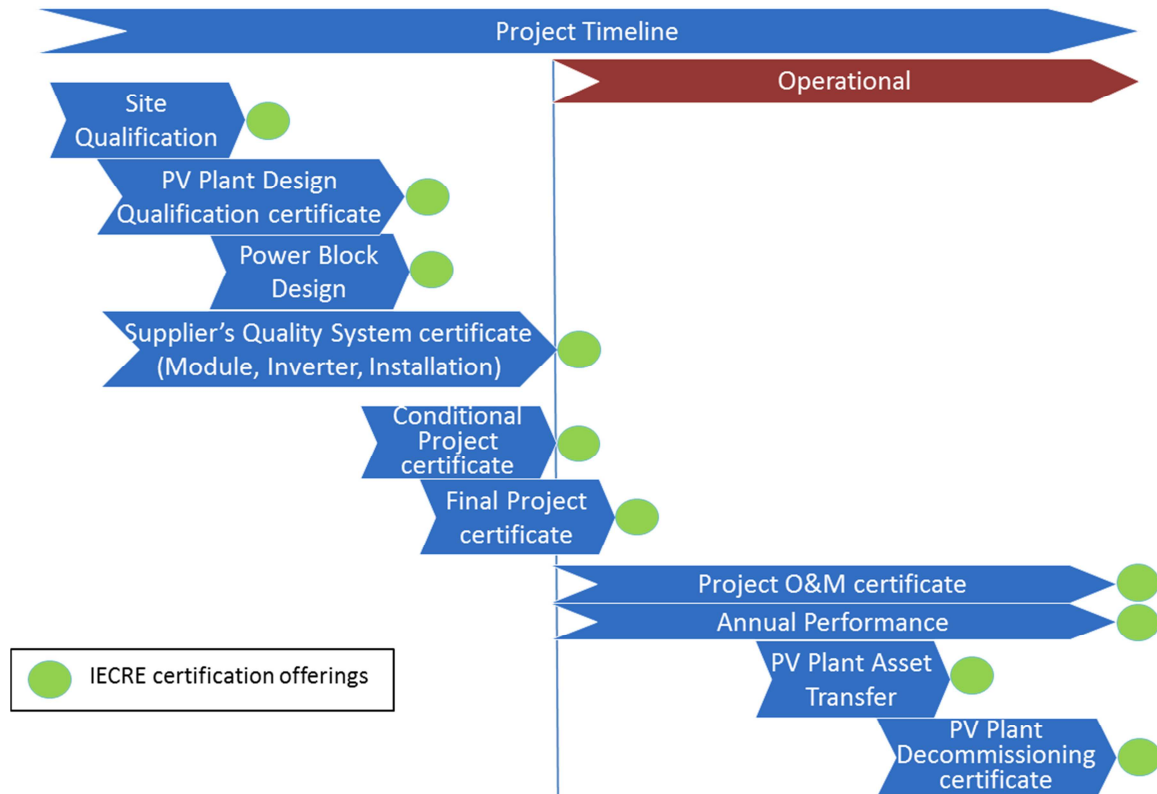 Project Timeline
Operational
Site
Qualification
PV Plant Design
Qualification certificate
Power Block
Design
Supplier's Quality System certificate
(Module, Inverter, Installation)
Conditional
Project
certificate
Final Project
certificate
Project O&M certificate
Annual Performance
PV Plant Asset
Transfer
PV Plant
Decommissioning
certificate
IECRE certification offerings